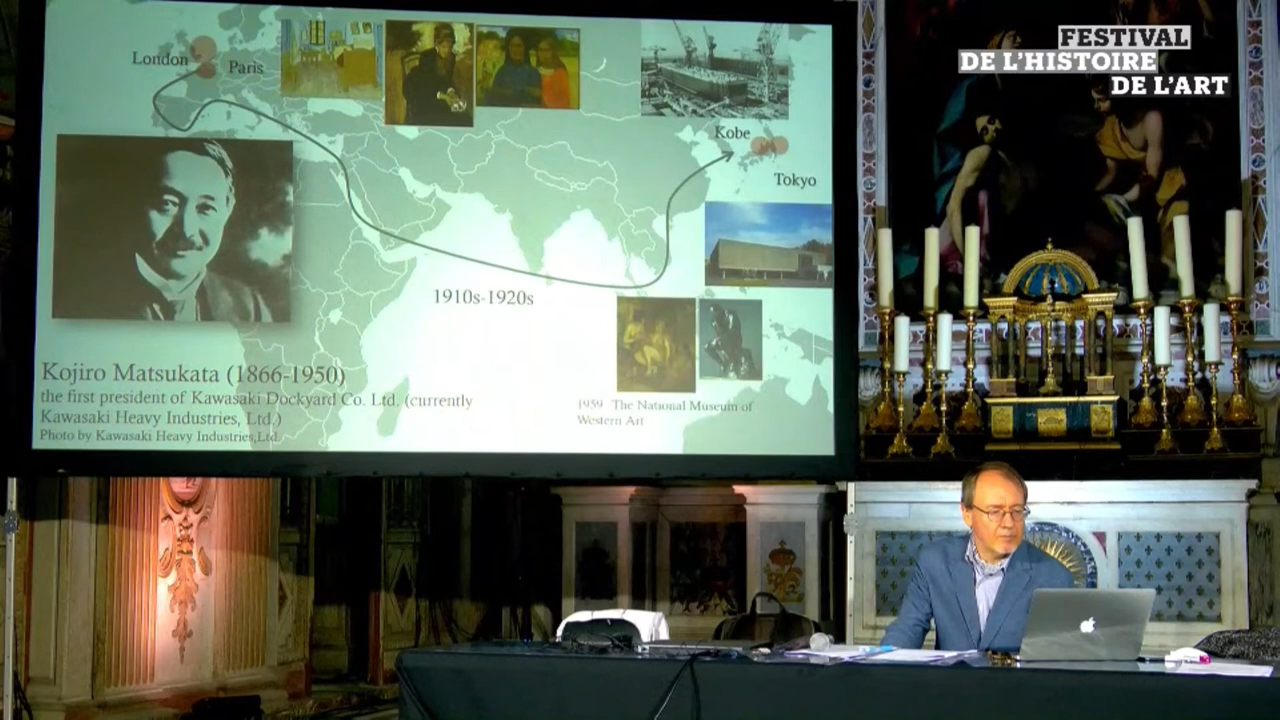 FESTIVAL
DE L'HISTOIRE
DE L'ART
London
Paris
Kobe
Tokyo
1910s-1920s
Kojiro Matsukata (1866-1950)
the first president of Kawasaki Dockyard Co. Ltd. (currently
Kawasaki Heavy Industries, Ltd.)
Photo by Kawasaki Heavy Industries,Ltd.
1959 The National Museum of
Western Art